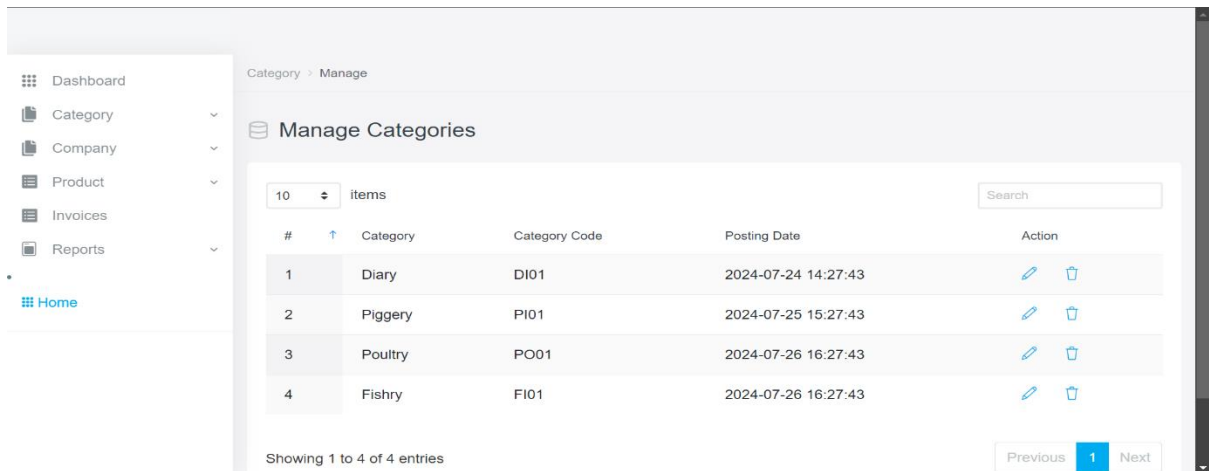 Dashboard
Category
Company
Product
Invoices
Reports
Home
Category > Manage
Manage Categories
10 items Search
# Category Category Code Posting Date Action
1 Diary DI01 2024-07-24 14:27:43
2 Piggery PI01 2024-07-25 15:27:43
3 Poultry PO01 2024-07-26 16:27:43
4 Fishry FI01 2024-07-26 16:27:43
Showing 1 to 4 of 4 entries Previous 1 Next